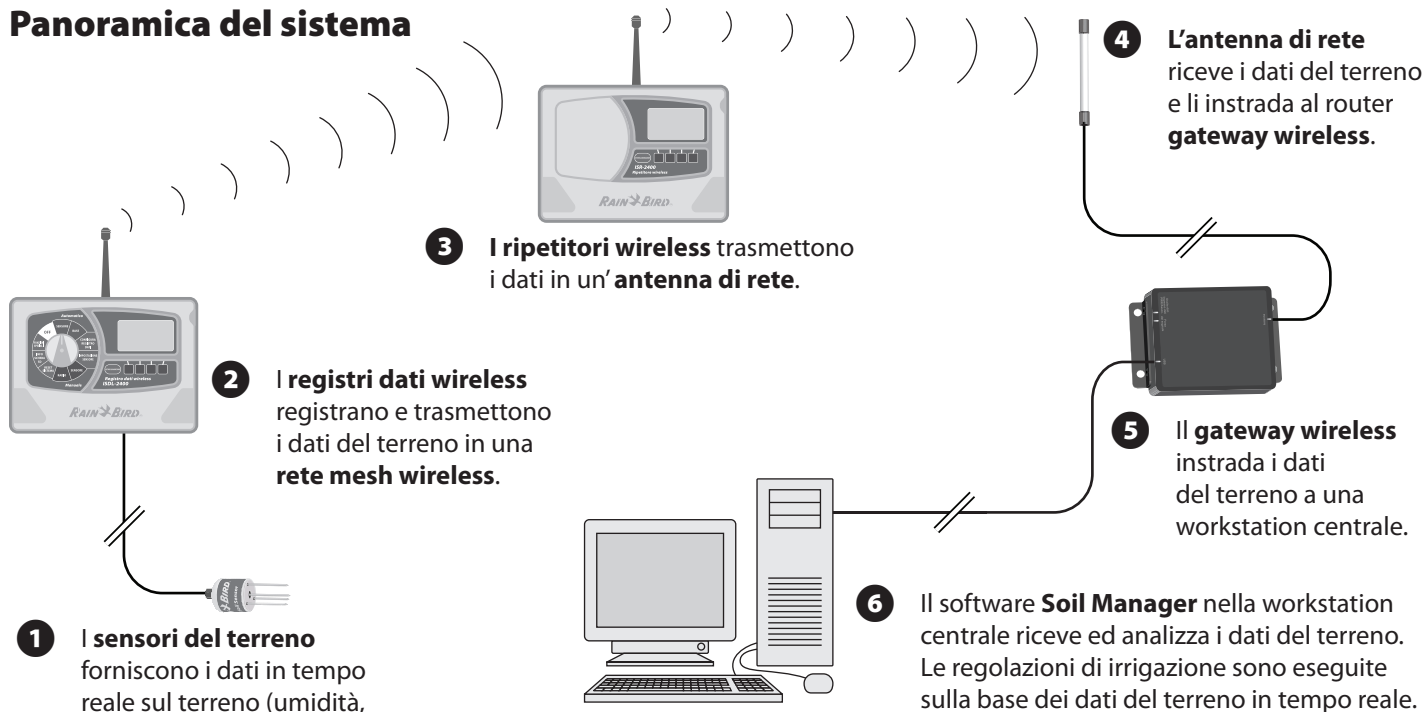 Panoramica del sistema
4 L'antenna di rete
riceve i dati del terreno
e li instrada al router
gateway wireless.
ISR-2400
Ripetitore wireless
RAIN BIRD
3 I ripetitori wireless trasmettono
i dati in un' antenna di rete.
Automatico
OFF
Manuale
Registro dati wireless
ISDL-2400
RAIN BIRD
2 I registri dati wireless
registrano e trasmettono
i dati del terreno in una
rete mesh wireless.
5 Il gateway wireless
instrada i dati
del terreno a una
workstation centrale.
1 I sensori del terreno
forniscono i dati in tempo
reale sul terreno (umidità,
6 Il software Soil Manager nella workstation
centrale riceve ed analizza i dati del terreno.
Le regolazioni di irrigazione sono eseguite
sulla base dei dati del terreno in tempo reale.